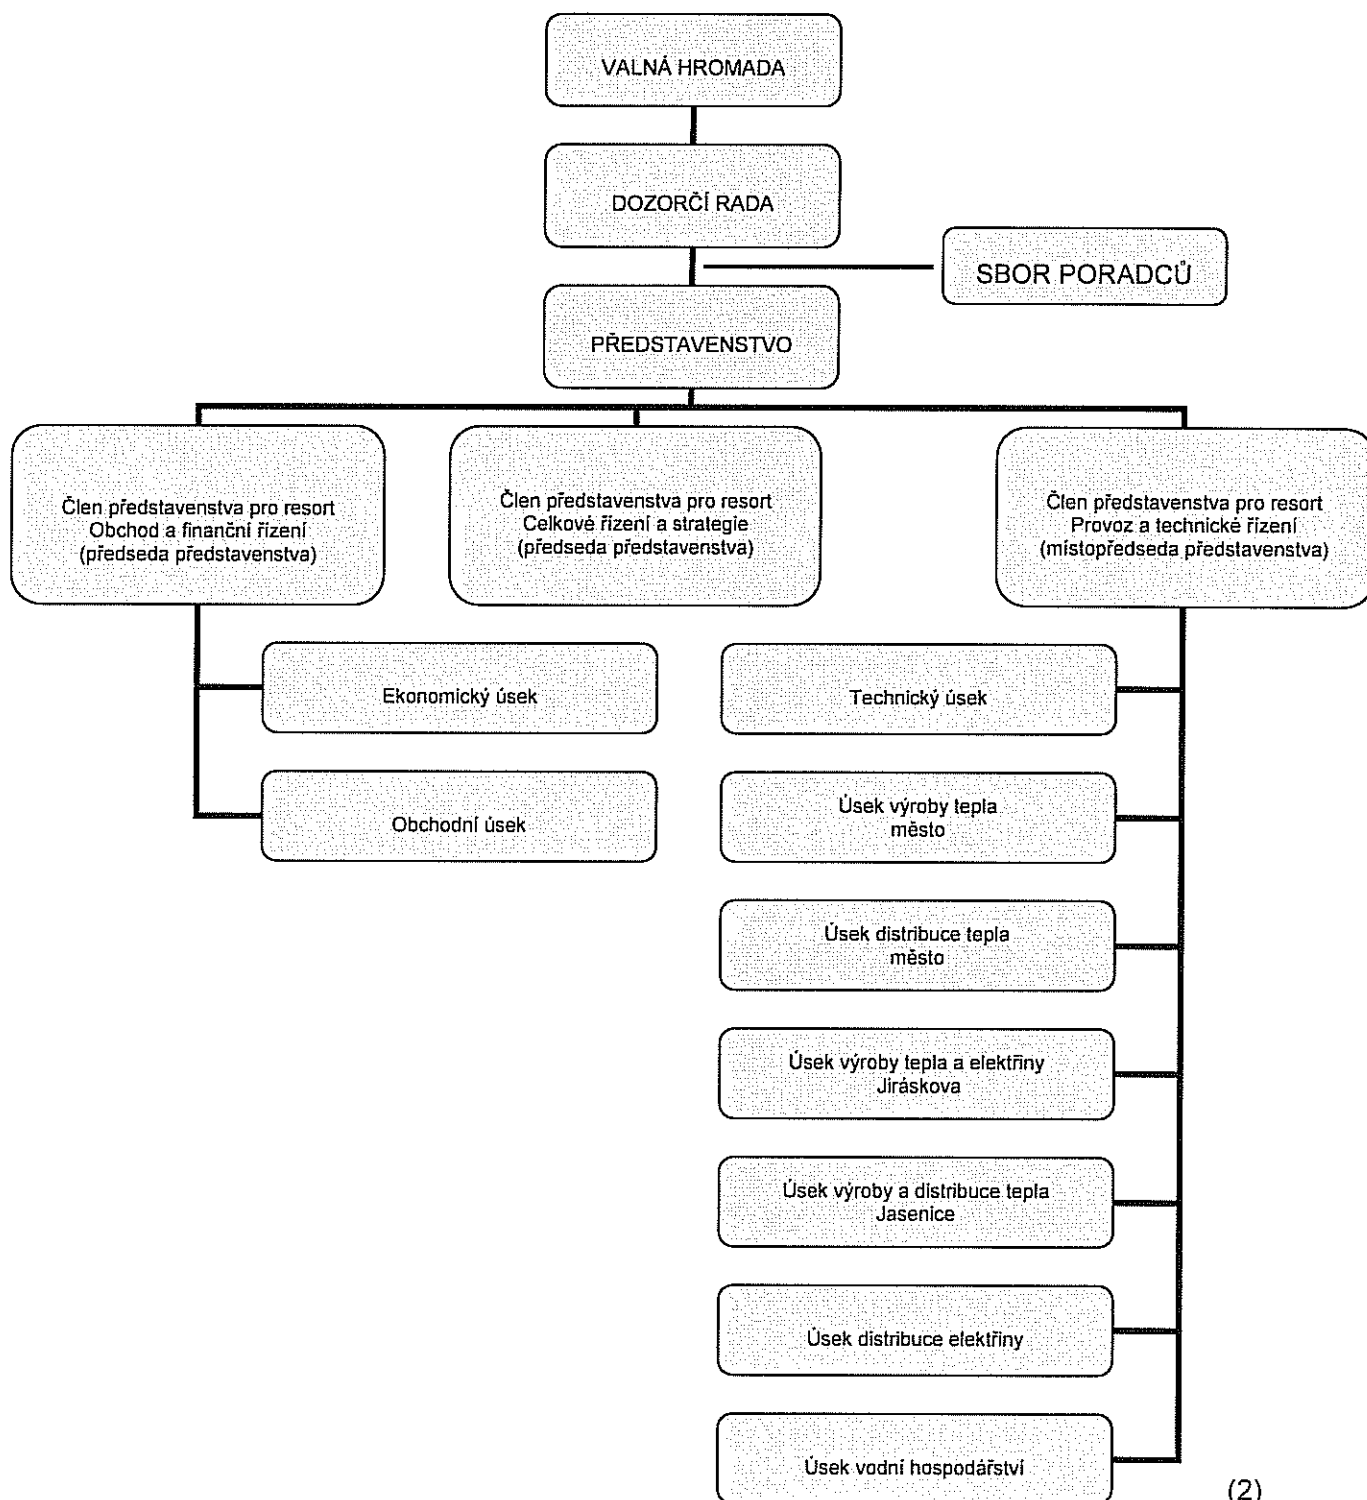 VALNÁ HROMADA
DOZORČÍ RADA
SBOR PORADCŮ
PŘEDSTAVENSTVO
Člen představenstva pro resort
Obchod a finanční řízení
(předseda představenstva)
Člen představenstva pro resort
Celkové řízení a strategie
(předseda představenstva)
Člen představenstva pro resort
Provoz a technické řízení
(místopředseda představenstva)
Ekonomický úsek
Obchodní úsek
Technický úsek
Úsek výroby tepla
město
Úsek distribuce tepla
město
Úsek výroby tepla a elektřiny
Jiráskova
Úsek výroby a distribuce tepla
Jasenice
Úsek distribuce elektřiny
Úsek vodní hospodářství
(2)